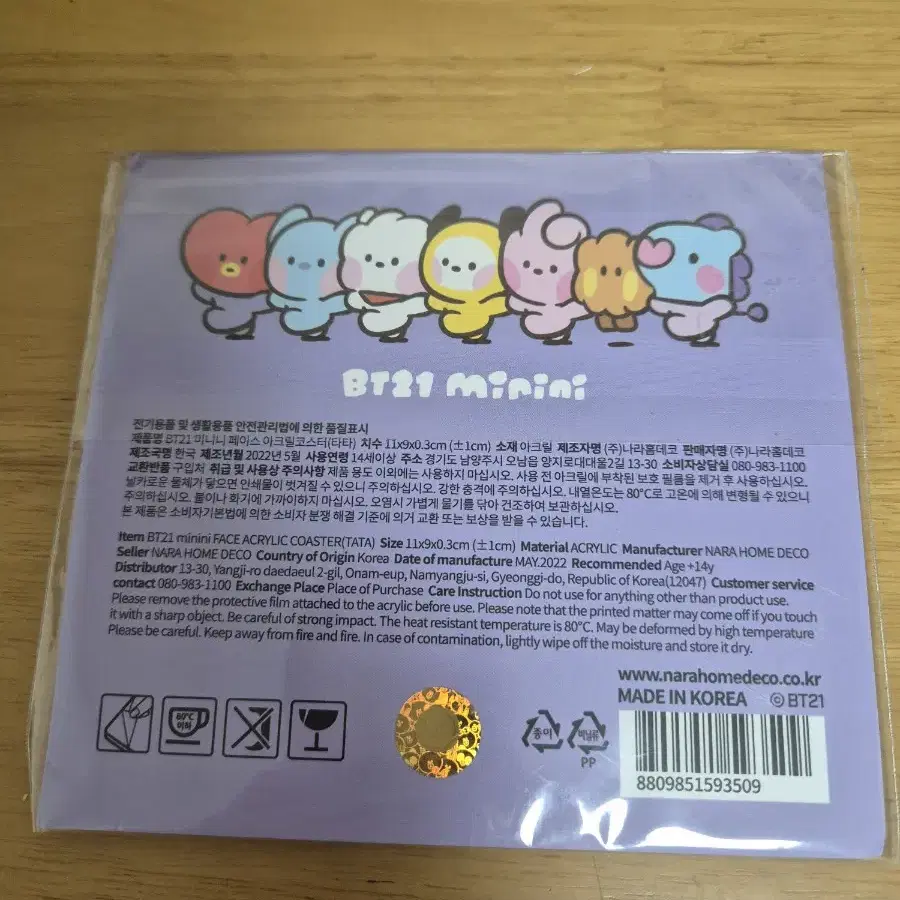 BT21 minini
전기용품 및 생활용품 안전관리법에 의한 품질표시
제품명 BT21 미니니 페이스 아크릴코스터(타타) 치수 11x9x0.3cm (±1cm) 소재 아크릴 제조자명 (주)나라홈데코 판매자명 (주)나라홈데코
제조국명 한국 제조년월 2022년 5월 사용연령 14세이상 주소 경기도 남양주시 오남읍 양지로대대울2길 13-30 소비자상담실 080-983-1100
교환반품 구입처 취급 및 사용상 주의사항 제품 용도 이외에는 사용하지 마십시오. 사용 전 아크릴에 부착된 보호 필름을 제거 후 사용하십시오.
날카로운 물체가 닿으면 인쇄물이 벗겨질 수 있으니 주의하십시오. 강한 충격에 주의하십시오. 내열온도는 80°C로 고온에 의해 변형될 수 있으니
주의하십시오. 불이나 화기에 가까이하지 마십시오. 오염시 가볍게 물기를 닦아 건조하여 보관하십시오.
본 제품은 소비자기본법에 의한 소비자 분쟁 해결 기준에 의거 교환 또는 보상을 받을 수 있습니다.
Item BT21 minini FACE ACRYLIC COASTER(TATA) Size 11x9x0.3cm (±1cm) Material ACRYLIC Manufacturer NARA HOME DECO
Seller NARA HOME DECO Country of Origin Korea Date of manufacture MAY.2022 Recommended Age +14y
Distributor 13-30, Yangji-ro daedaeul 2-gil, Onam-eup, Namyangju-si, Gyeonggi-do, Republic of Korea(12047) Customer service
contact 080-983-1100 Exchange Place Place of Purchase Care Instruction Do not use for anything other than product use.
Please remove the protective film attached to the acrylic before use. Please note that the printed matter may come off if you touch
it with a sharp object. Be careful of strong impact. The heat resistant temperature is 80°C. May be deformed by high temperature
Please be careful. Keep away from fire and fire. In case of contamination, lightly wipe off the moisture and store it dry.
www.narahomedeco.co.kr
MADE IN KOREA ©BT21
80°C
이하
종이
비닐류
PP
8809851593509